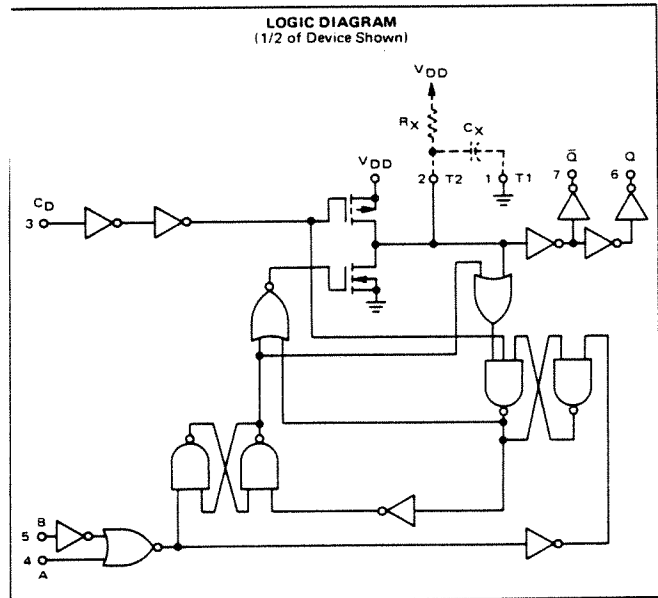 LOGIC DIAGRAM
(1/2 of Device Shown)
VDD
RX
CX
VDD
2 T2
1 T1
Q̄
7
Q
6
CD
3
B
5
4
A